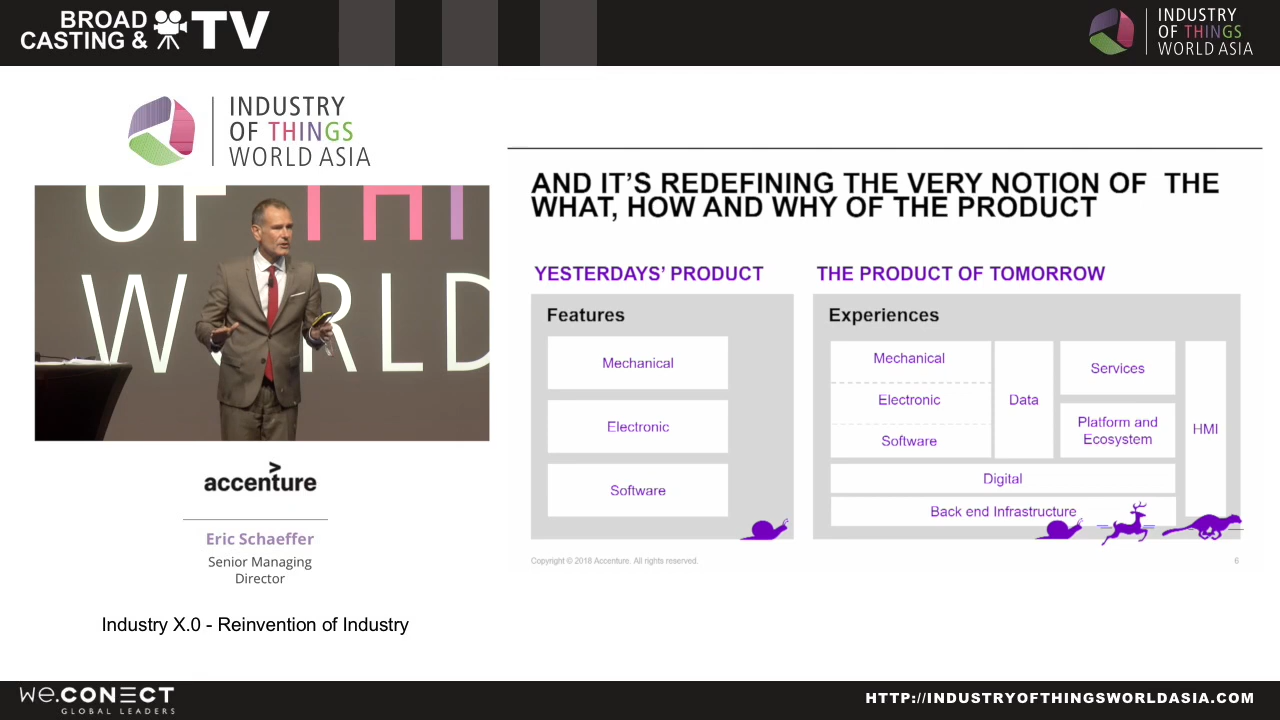 BROAD
CASTING & TV
INDUSTRY
OF THINGS
WORLD ASIA
INDUSTRY
OF THINGS
WORLD ASIA
OF THI
WORLD
accenture
Eric Schaeffer
Senior Managing
Director
Industry X.0 - Reinvention of Industry
AND IT'S REDEFINING THE VERY NOTION OF THE
WHAT, HOW AND WHY OF THE PRODUCT
YESTERDAYS' PRODUCT
Features
Mechanical
Electronic
Software
THE PRODUCT OF TOMORROW
Experiences
Mechanical
Electronic
Software
Data
Services
Platform and
Ecosystem
HMI
Digital
Back end Infrastructure
Copyright © 2018 Accenture. All rights reserved.
6
we.CONECT
GLOBAL LEADERS
HTTP://INDUSTRYOFTHINGSWORLDASIA.COM